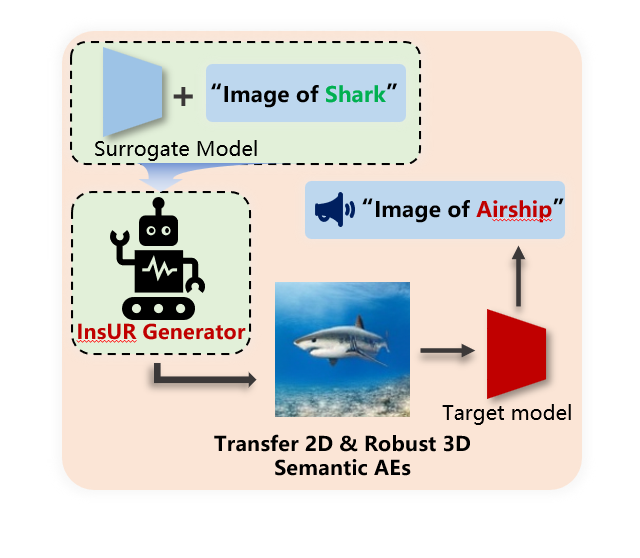 + “Image of Shark”
Surrogate Model
“Image of Airship”
InsUR Generator
Target model
Transfer 2D & Robust 3D
Semantic AEs